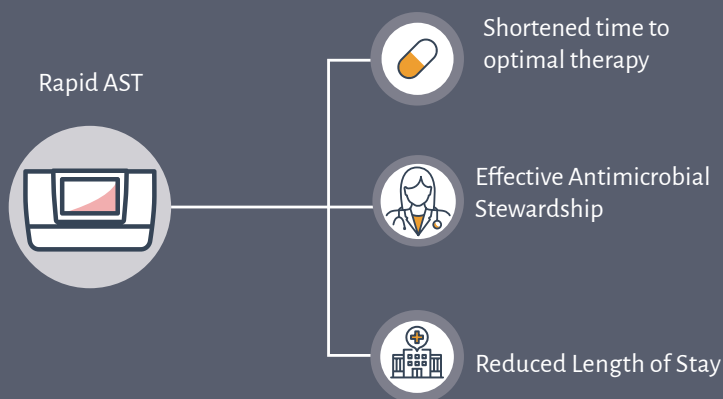 Rapid AST
Shortened time to
optimal therapy
Effective Antimicrobial
Stewardship
Reduced Length of Stay